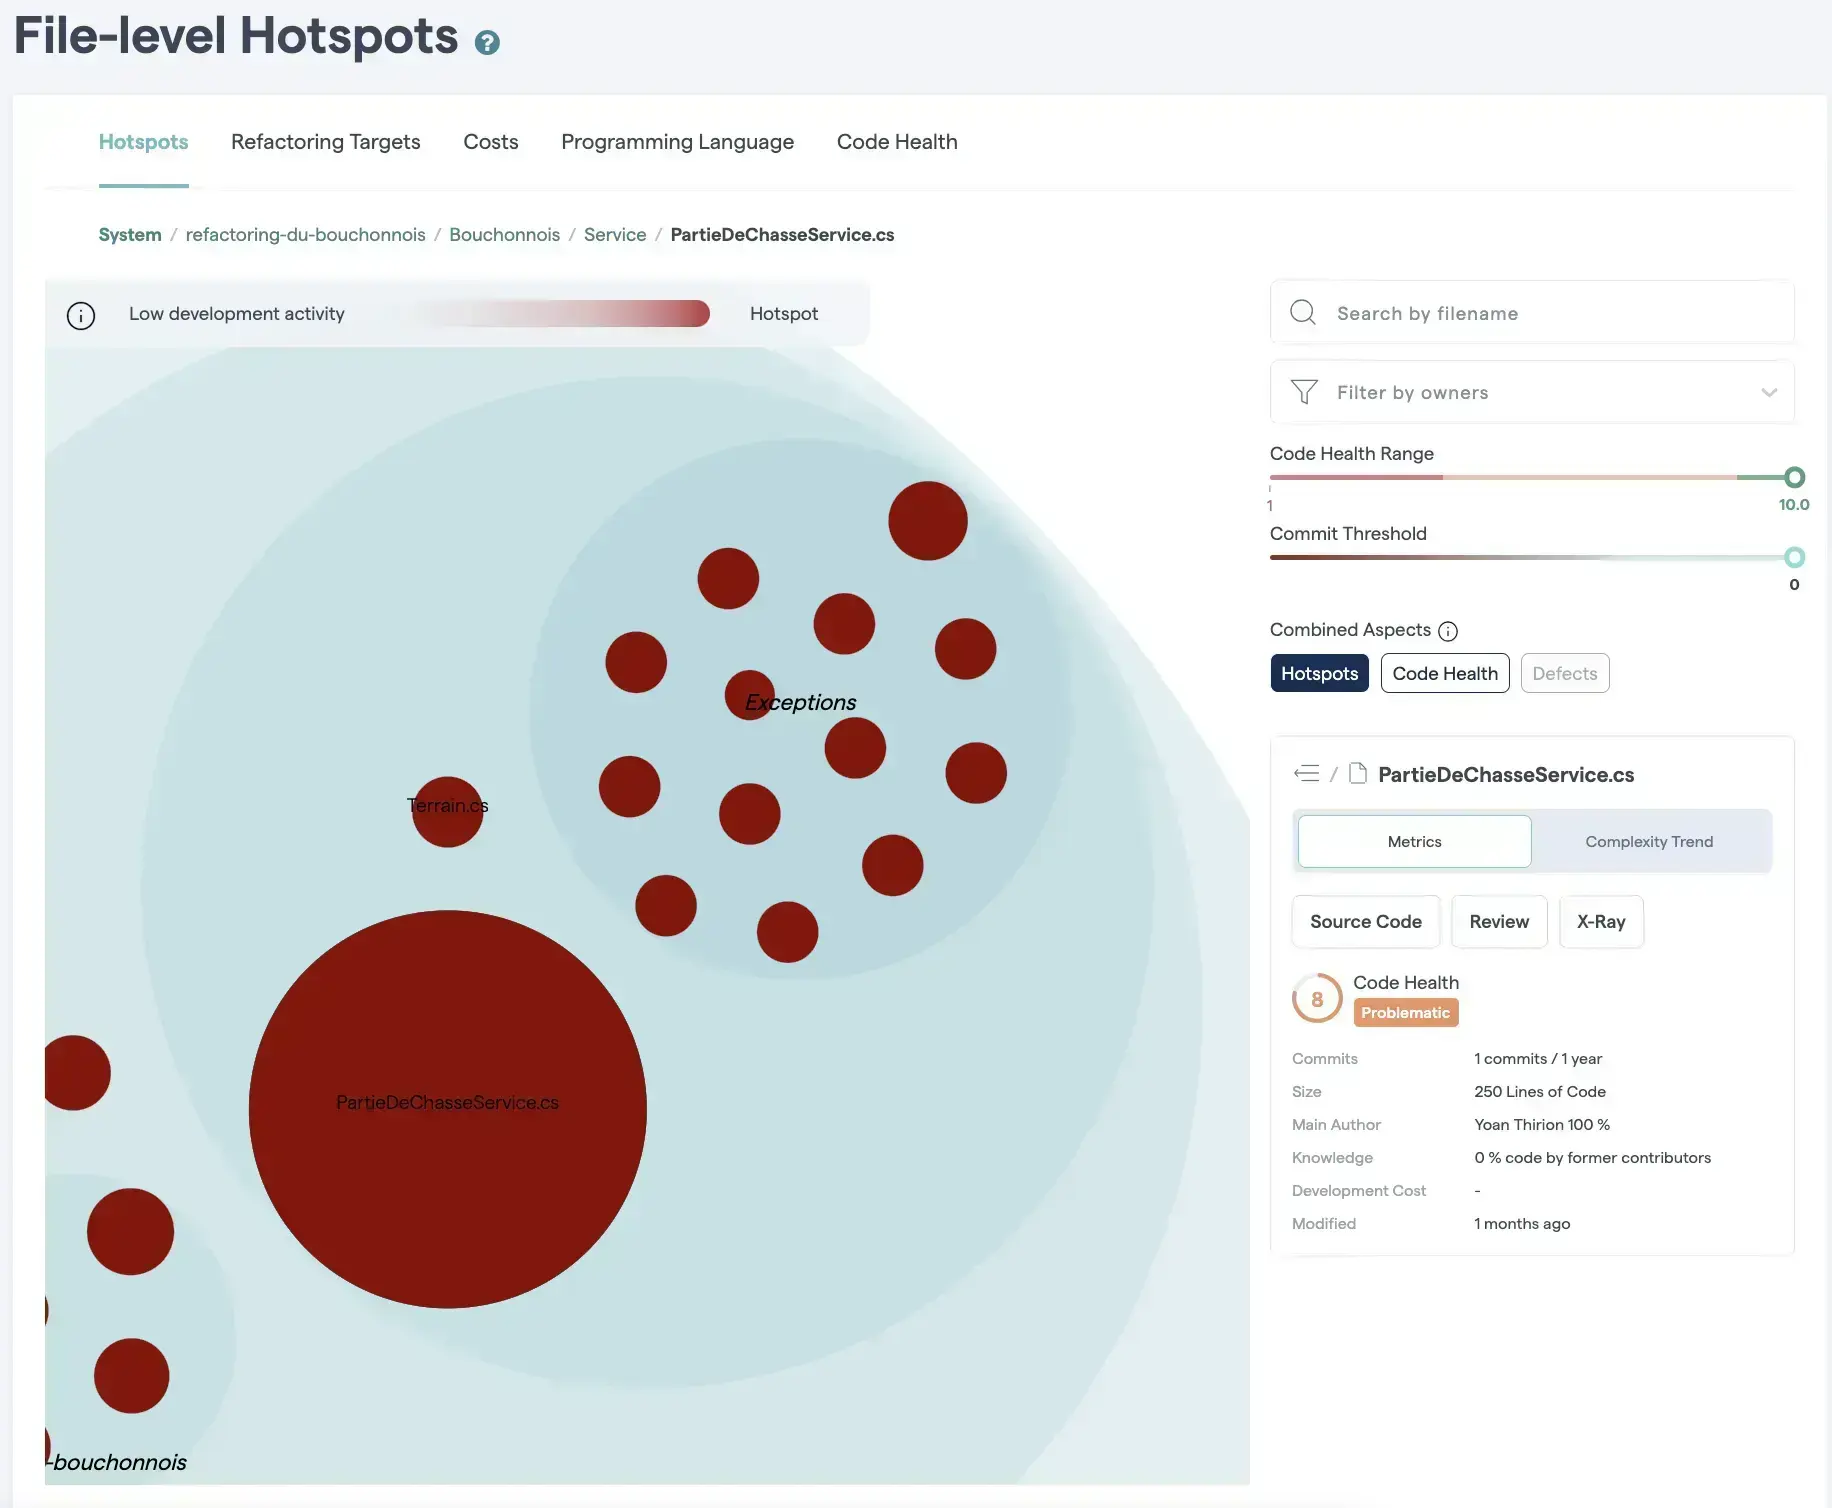 File-level Hotspots ?
Hotspots Refactoring Targets Costs Programming Language Code Health
System / refactoring-du-bouchonnois / Bouchonnois / Service / PartieDeChasseService.cs
Low development activity Hotspot
Exceptions
Terrain.cs
PartieDeChasseService.cs
-bouchonnois
Search by filename
Filter by owners
Code Health Range
1 10.0
Commit Threshold
0
Combined Aspects
Hotspots Code Health Defects
/ PartieDeChasseService.cs
Metrics Complexity Trend
Source Code Review X-Ray
8 Code Health
Problematic
Commits 1 commits / 1 year
Size 250 Lines of Code
Main Author Yoan Thirion 100 %
Knowledge 0 % code by former contributors
Development Cost -
Modified 1 months ago